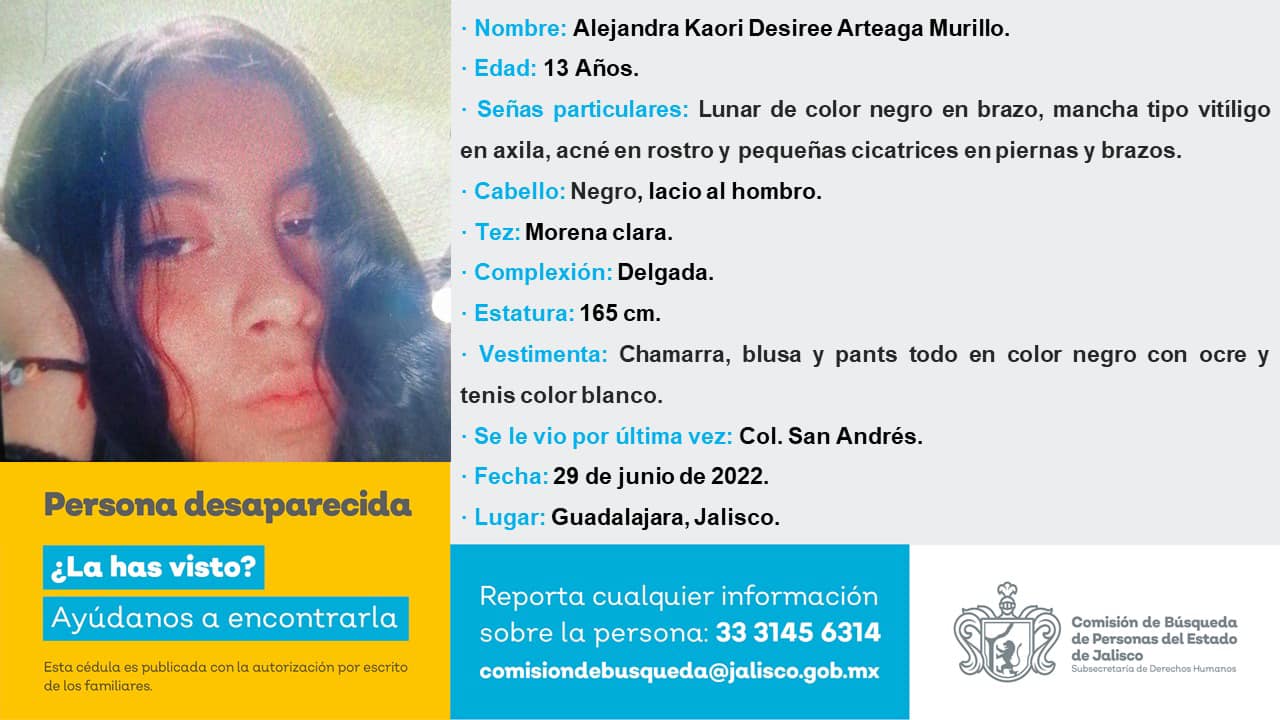 · Nombre: Alejandra Kaori Desiree Arteaga Murillo.
· Edad: 13 Años.
· Señas particulares: Lunar de color negro en brazo, mancha tipo vitíligo
en axila, acné en rostro y pequeñas cicatrices en piernas y brazos.
· Cabello: Negro, lacio al hombro.
· Tez: Morena clara.
· Complexión: Delgada.
· Estatura: 165 cm.
· Vestimenta: Chamarra, blusa y pants todo en color negro con ocre y
tenis color blanco.
· Se le vio por última vez: Col. San Andrés.
· Fecha: 29 de junio de 2022.
· Lugar: Guadalajara, Jalisco.
Persona desaparecida
¿La has visto?
Ayúdanos a encontrarla
Esta cédula es publicada con la autorización por escrito
de los familiares.
Reporta cualquier información
sobre la persona: 33 3145 6314
comisiondebusqueda@jalisco.gob.mx
Comisión de Búsqueda
de Personas del Estado
de Jalisco
Subsecretaría de Derechos Humanos